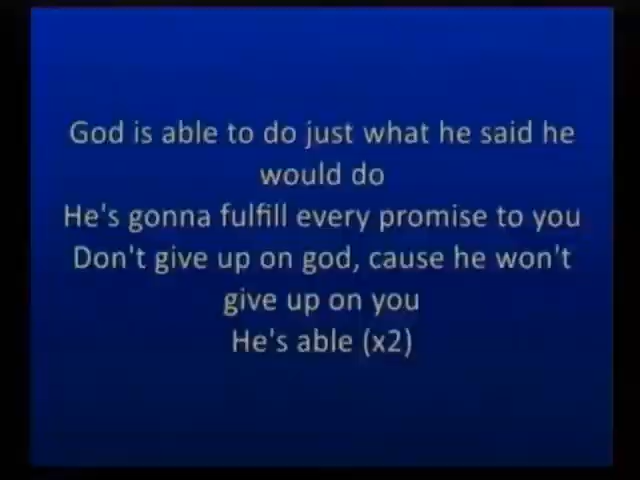 God is able to do just what he said he
would do
He's gonna fulfill every promise to you
Don't give up on god, cause he won't
give up on you
He's able (x2)